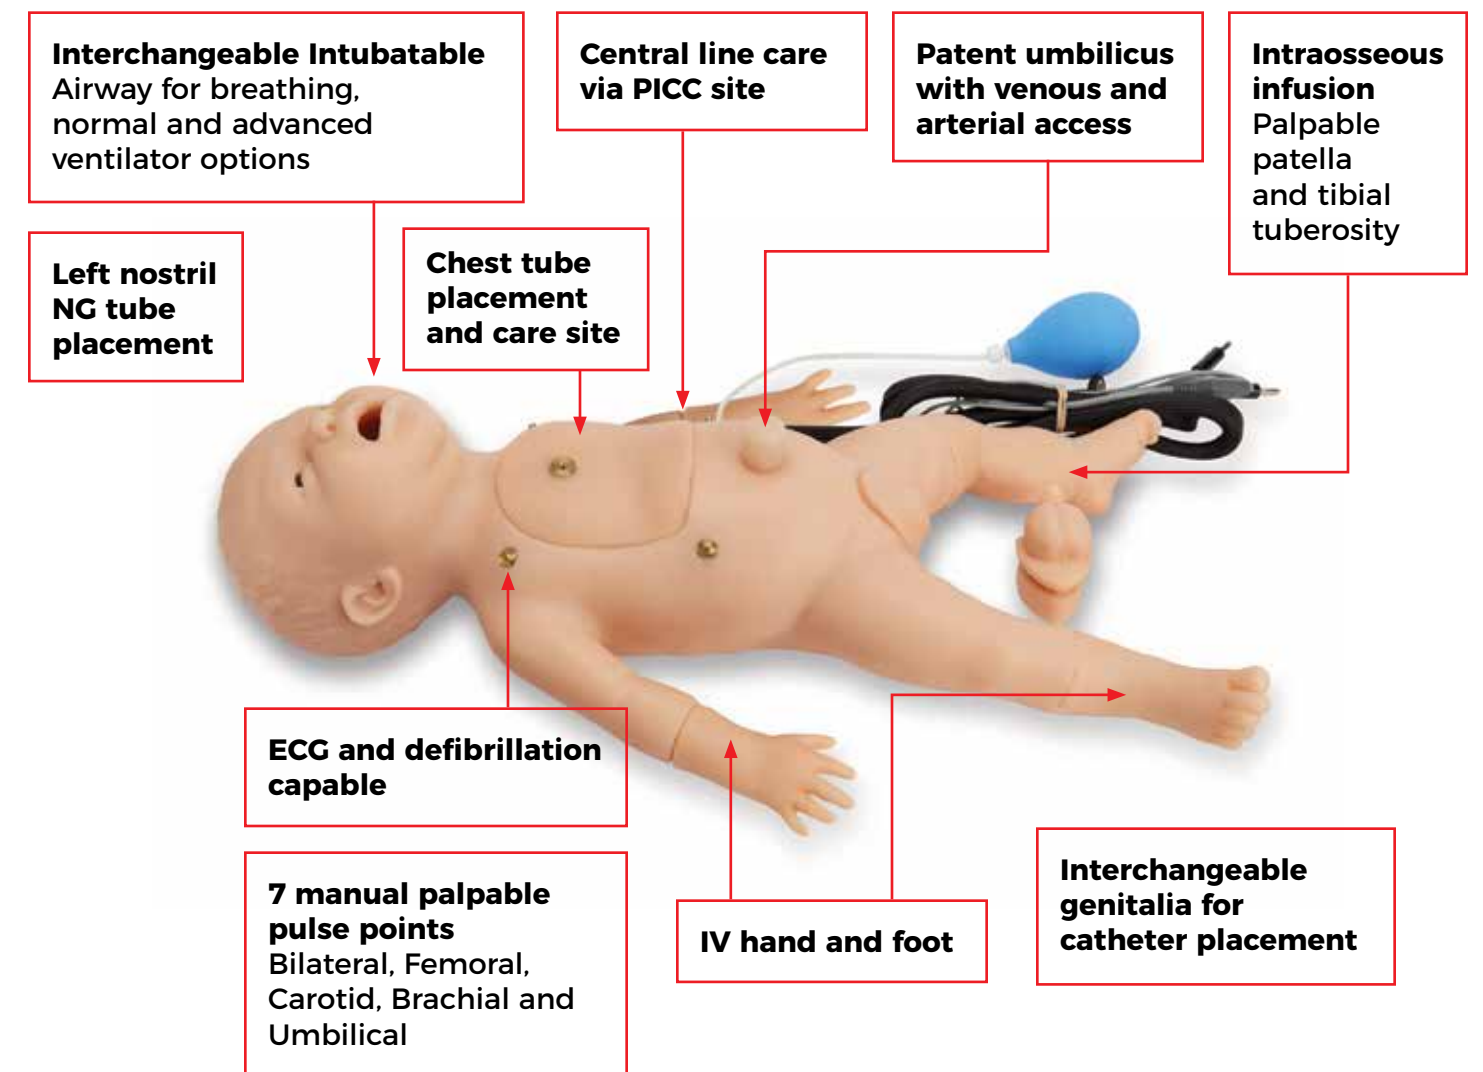 Interchangeable Intubatable
Airway for breathing,
normal and advanced
ventilator options
Central line care
via PICC site
Patent umbilicus
with venous and
arterial access
Intraosseous
infusion
Palpable
patella
and tibial
tuberosity
Left nostril
NG tube
placement
Chest tube
placement
and care site
ECG and defibrillation
capable
7 manual palpable
pulse points
Bilateral, Femoral,
Carotid, Brachial and
Umbilical
IV hand and foot
Interchangeable
genitalia for
catheter placement